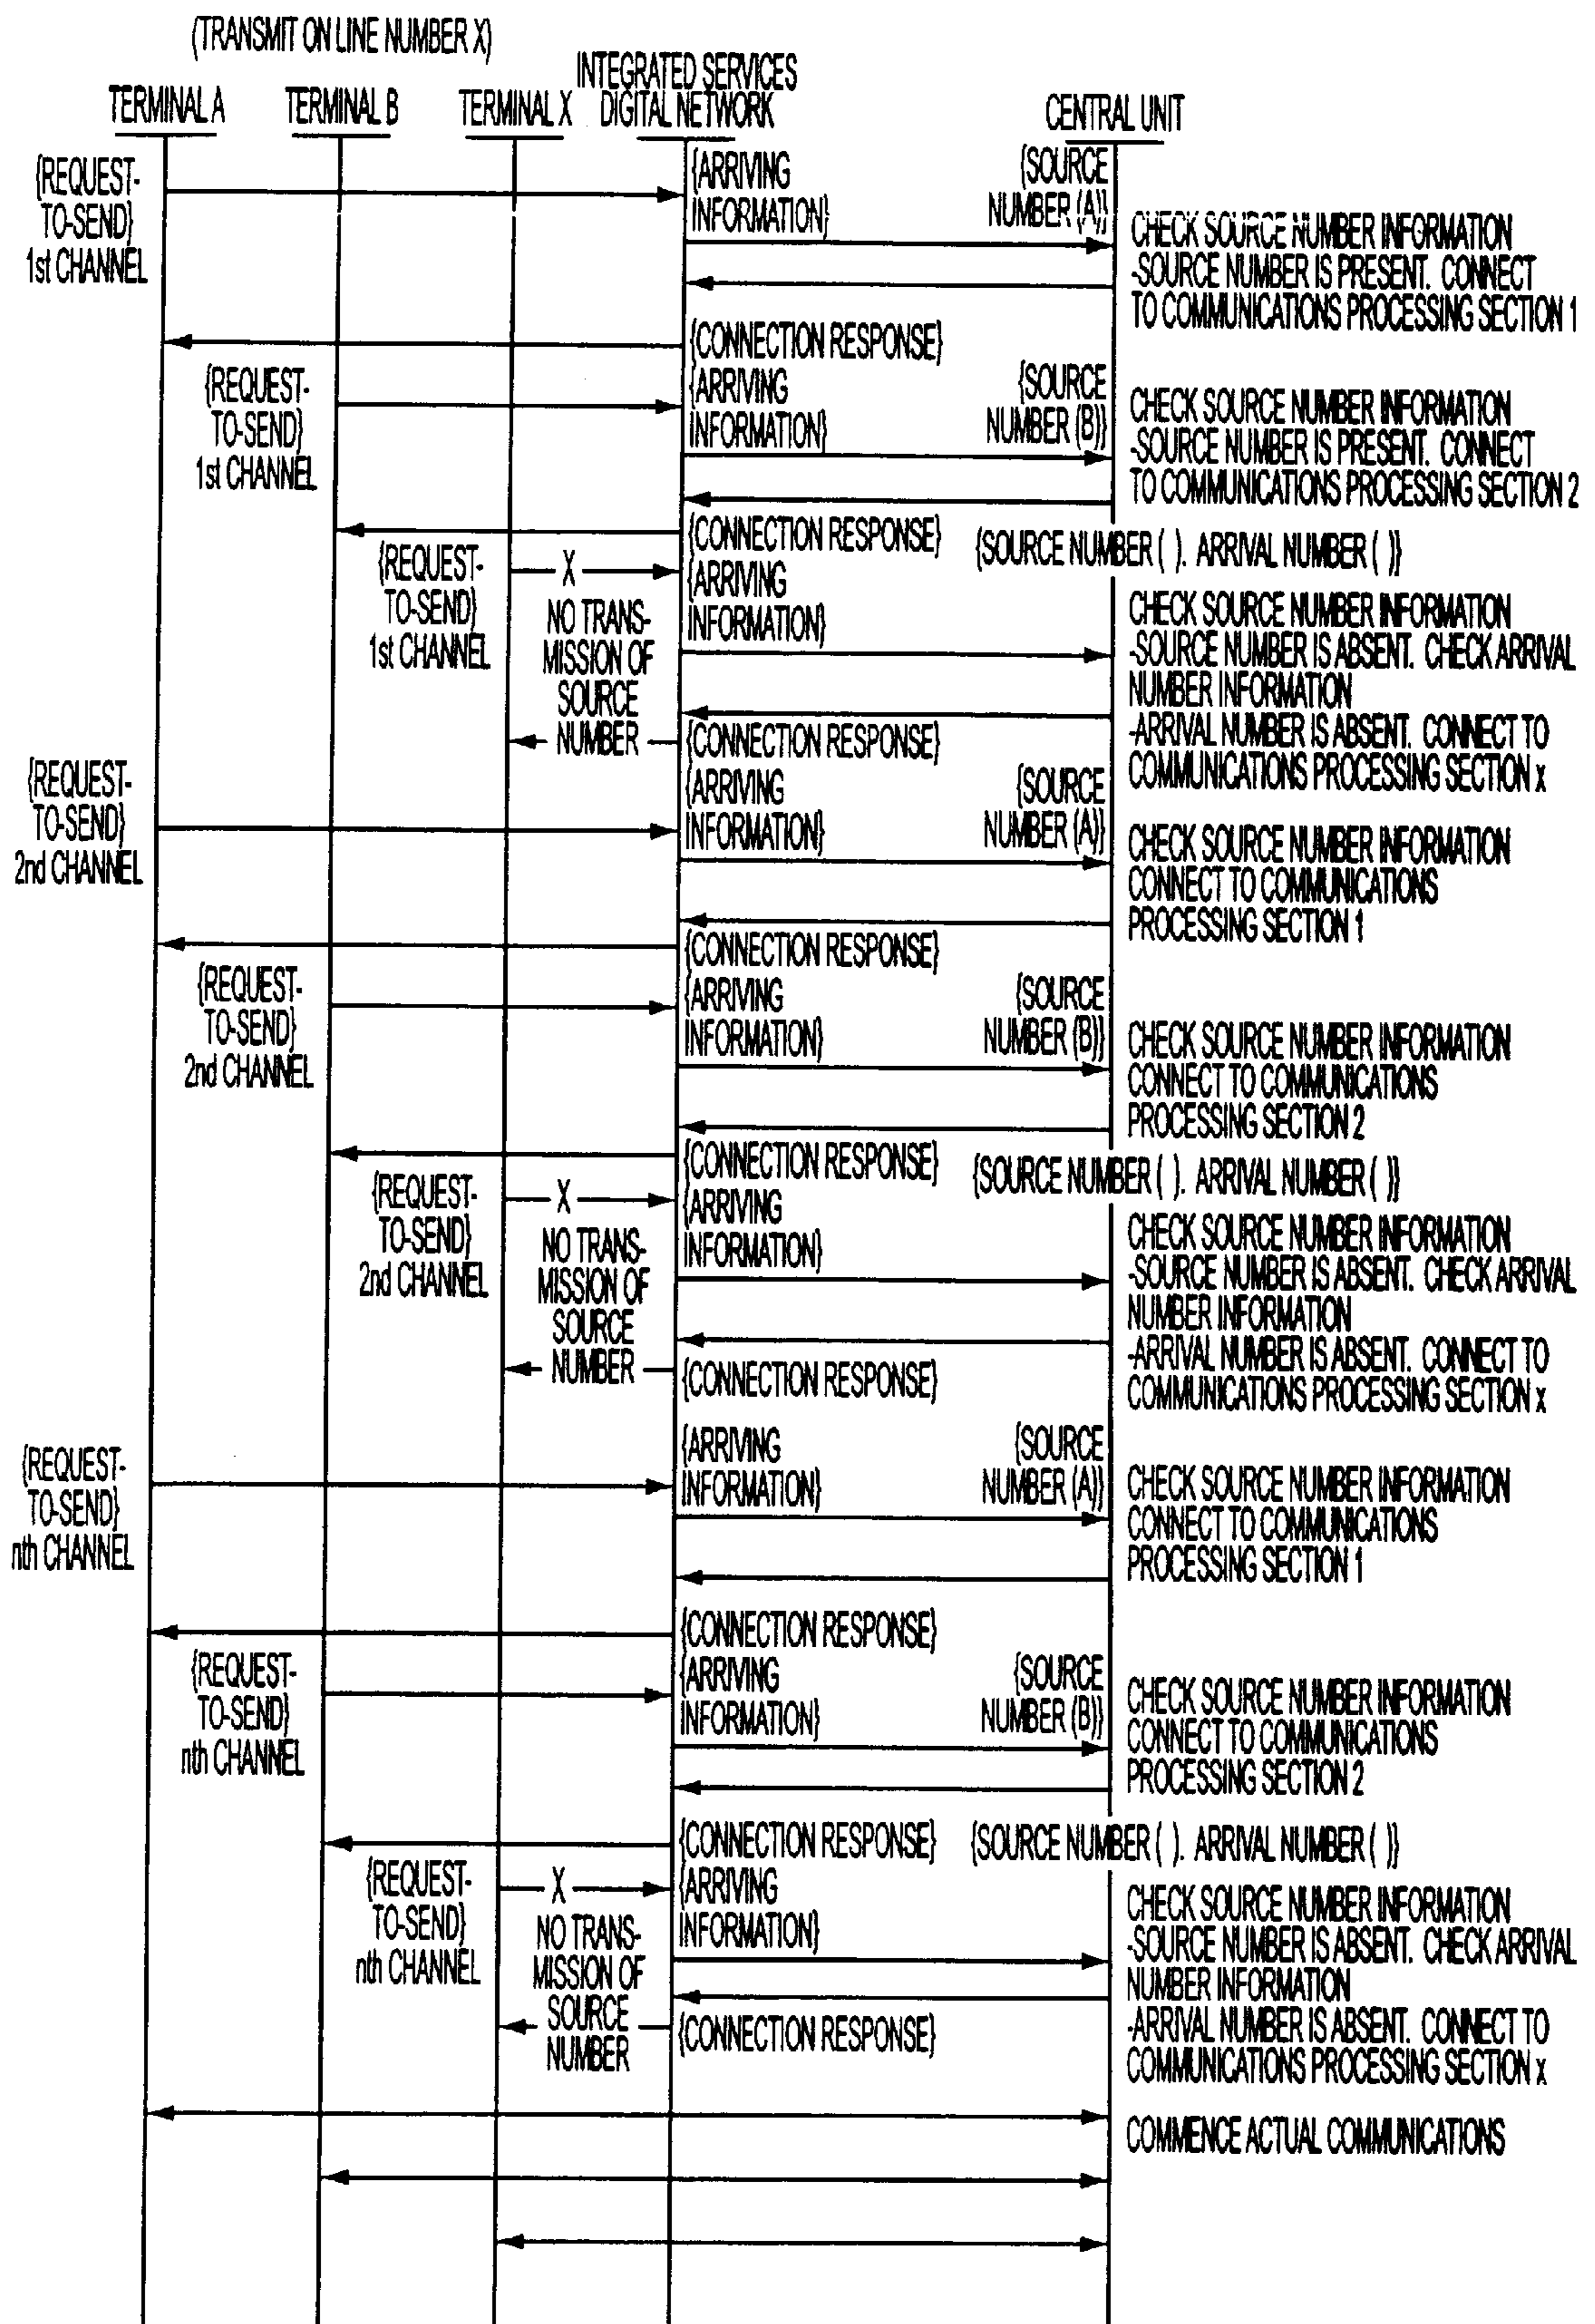 (TRANSMIT ON LINE NUMBER X)
TERMINAL A
TERMINAL B
TERMINAL X
INTEGRATED SERVICES
DIGITAL NETWORK
CENTRAL UNIT
{REQUEST-
TO-SEND}
1st CHANNEL
{ARRIVING
INFORMATION}
{SOURCE
NUMBER (A)}
CHECK SOURCE NUMBER INFORMATION
-SOURCE NUMBER IS PRESENT. CONNECT
TO COMMUNICATIONS PROCESSING SECTION 1
{CONNECTION RESPONSE}
{REQUEST-
TO-SEND}
1st CHANNEL
{ARRIVING
INFORMATION}
{SOURCE
NUMBER (B)}
CHECK SOURCE NUMBER INFORMATION
-SOURCE NUMBER IS PRESENT. CONNECT
TO COMMUNICATIONS PROCESSING SECTION 2
{CONNECTION RESPONSE}
{SOURCE NUMBER ( ). ARRIVAL NUMBER ( )}
{REQUEST-
TO-SEND}
1st CHANNEL
X
NO TRANS-
MISSION OF
SOURCE
NUMBER
{ARRIVING
INFORMATION}
CHECK SOURCE NUMBER INFORMATION
-SOURCE NUMBER IS ABSENT. CHECK ARRIVAL
NUMBER INFORMATION
-ARRIVAL NUMBER IS ABSENT. CONNECT TO
COMMUNICATIONS PROCESSING SECTION x
{CONNECTION RESPONSE}
{REQUEST-
TO-SEND}
2nd CHANNEL
{ARRIVING
INFORMATION}
{SOURCE
NUMBER (A)}
CHECK SOURCE NUMBER INFORMATION
CONNECT TO COMMUNICATIONS
PROCESSING SECTION 1
{CONNECTION RESPONSE}
{REQUEST-
TO-SEND}
2nd CHANNEL
{ARRIVING
INFORMATION}
{SOURCE
NUMBER (B)}
CHECK SOURCE NUMBER INFORMATION
CONNECT TO COMMUNICATIONS
PROCESSING SECTION 2
{CONNECTION RESPONSE}
{SOURCE NUMBER ( ). ARRIVAL NUMBER ( )}
{REQUEST-
TO-SEND}
2nd CHANNEL
X
NO TRANS-
MISSION OF
SOURCE
NUMBER
{ARRIVING
INFORMATION}
CHECK SOURCE NUMBER INFORMATION
-SOURCE NUMBER IS ABSENT. CHECK ARRIVAL
NUMBER INFORMATION
-ARRIVAL NUMBER IS ABSENT. CONNECT TO
COMMUNICATIONS PROCESSING SECTION x
{CONNECTION RESPONSE}
{REQUEST-
TO-SEND}
nth CHANNEL
{ARRIVING
INFORMATION}
{SOURCE
NUMBER (A)}
CHECK SOURCE NUMBER INFORMATION
CONNECT TO COMMUNICATIONS
PROCESSING SECTION 1
{CONNECTION RESPONSE}
{REQUEST-
TO-SEND}
nth CHANNEL
{ARRIVING
INFORMATION}
{SOURCE
NUMBER (B)}
CHECK SOURCE NUMBER INFORMATION
CONNECT TO COMMUNICATIONS
PROCESSING SECTION 2
{CONNECTION RESPONSE}
{SOURCE NUMBER ( ). ARRIVAL NUMBER ( )}
{REQUEST-
TO-SEND}
nth CHANNEL
X
NO TRANS-
MISSION OF
SOURCE
NUMBER
{ARRIVING
INFORMATION}
CHECK SOURCE NUMBER INFORMATION
-SOURCE NUMBER IS ABSENT. CHECK ARRIVAL
NUMBER INFORMATION
-ARRIVAL NUMBER IS ABSENT. CONNECT TO
COMMUNICATIONS PROCESSING SECTION x
{CONNECTION RESPONSE}
COMMENCE ACTUAL COMMUNICATIONS